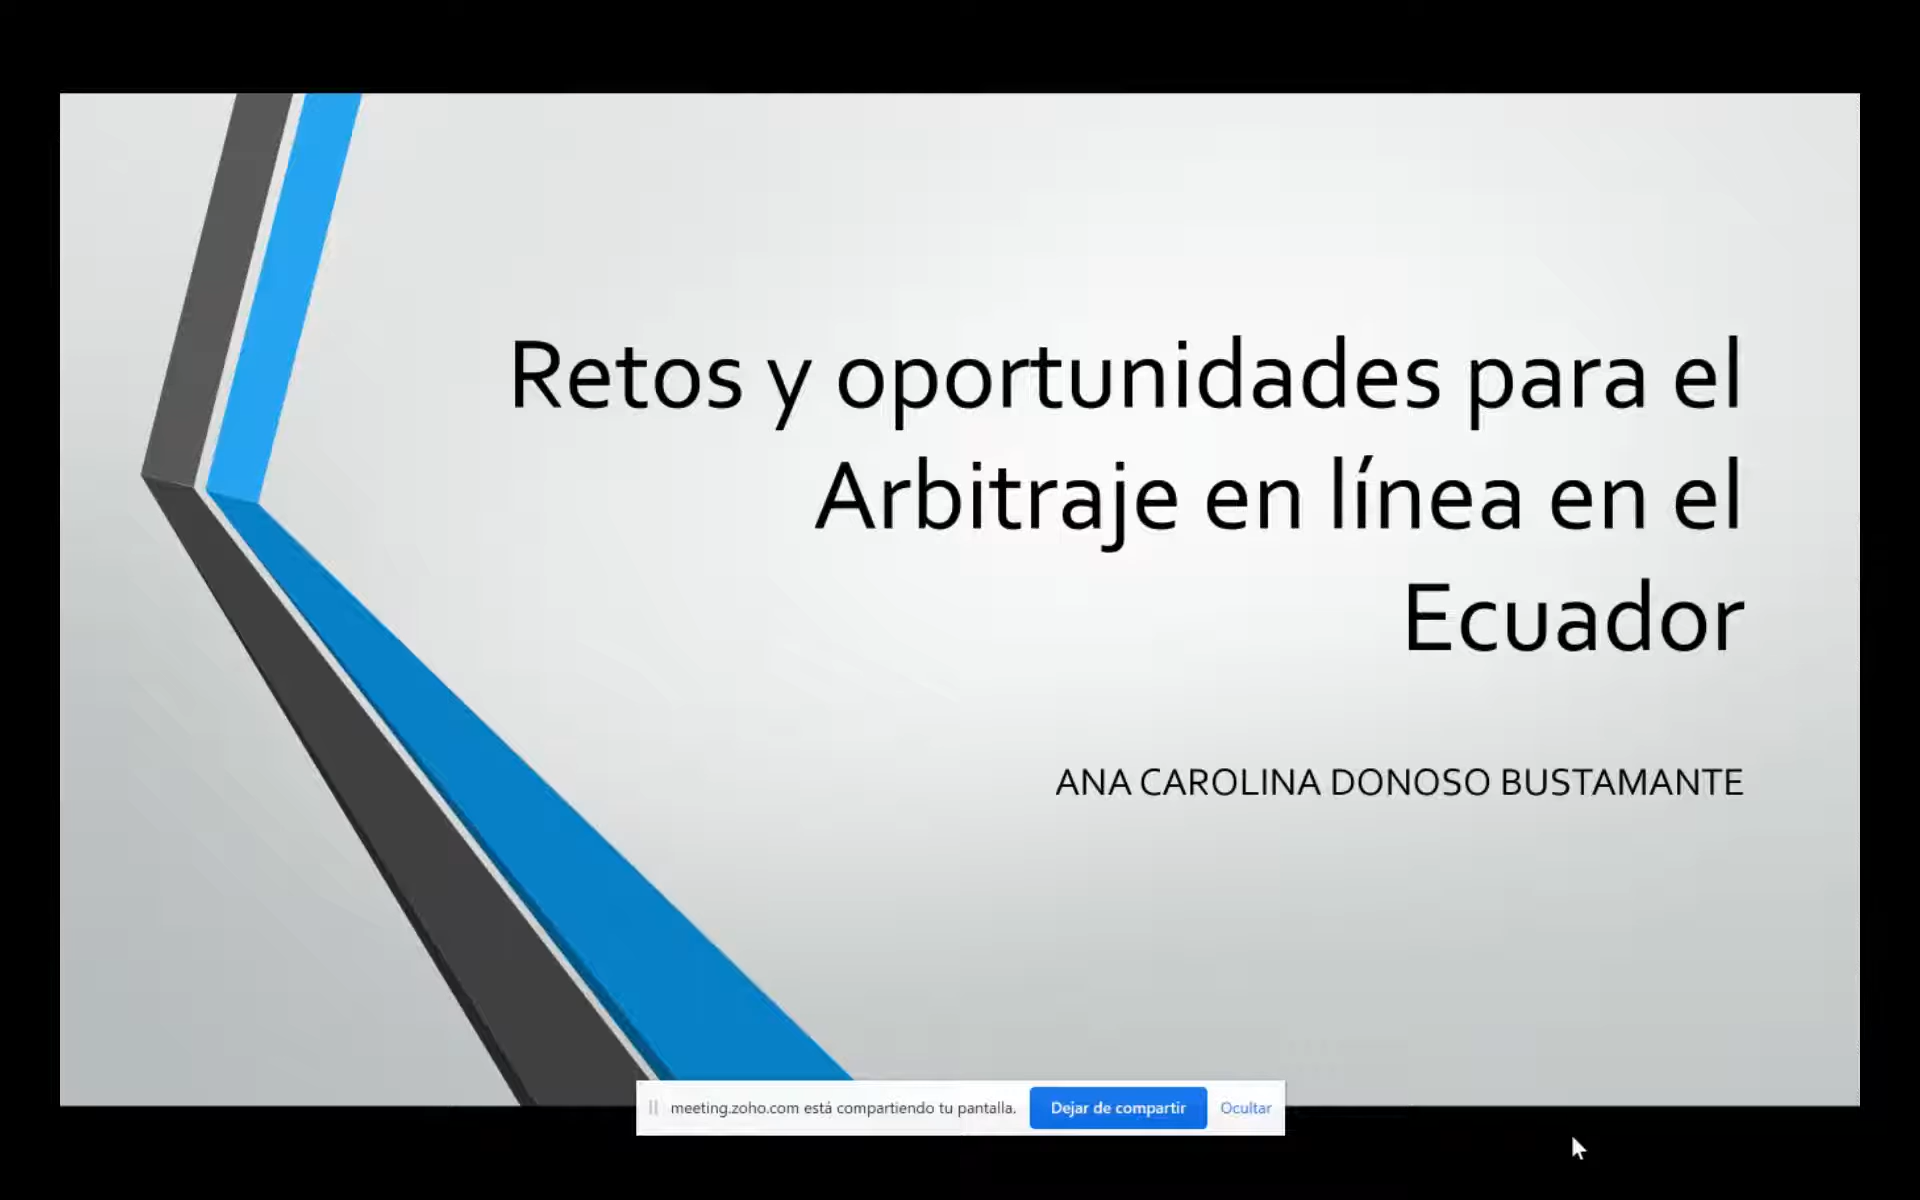 Retos y oportunidades para el
Arbitraje en línea en el
Ecuador
ANA CAROLINA DONOSO BUSTAMANTE
meeting.zoho.com está compartiendo tu pantalla. Dejar de compartir Ocultar